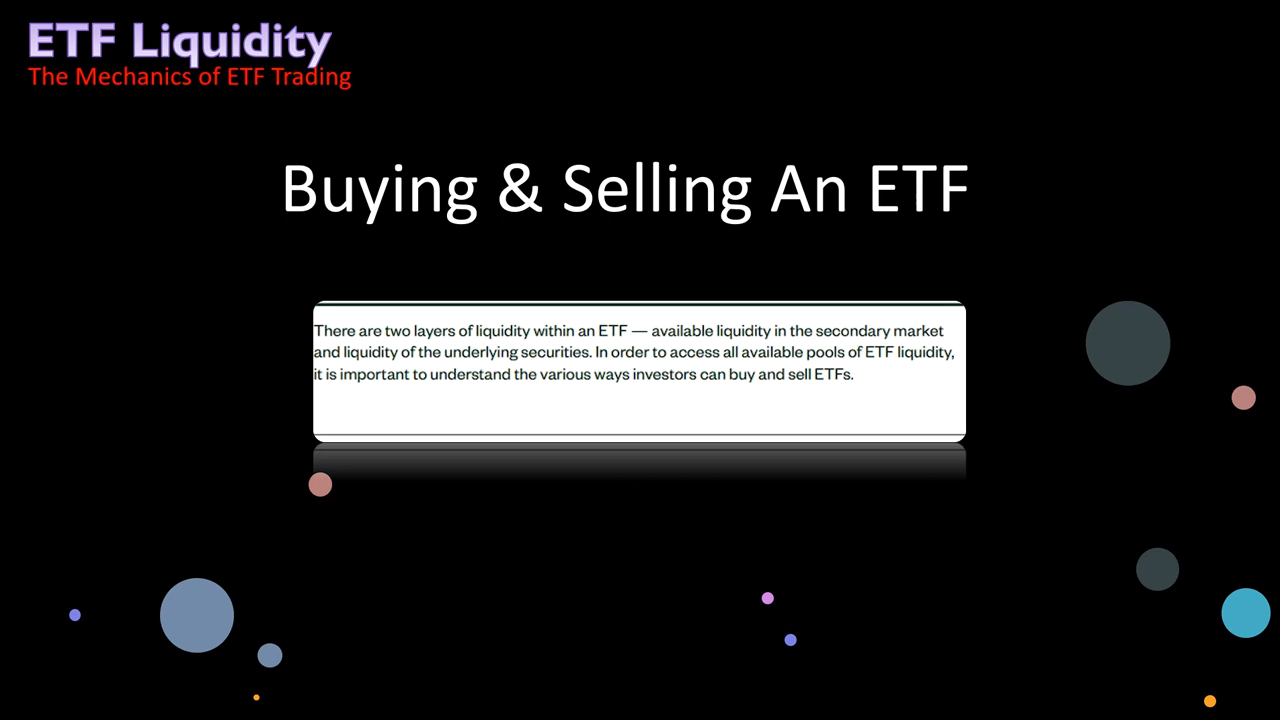 ETF Liquidity
The Mechanics of ETF Trading
Buying & Selling An ETF
There are two layers of liquidity within an ETF — available liquidity in the secondary market
and liquidity of the underlying securities. In order to access all available pools of ETF liquidity,
it is important to understand the various ways investors can buy and sell ETFs.